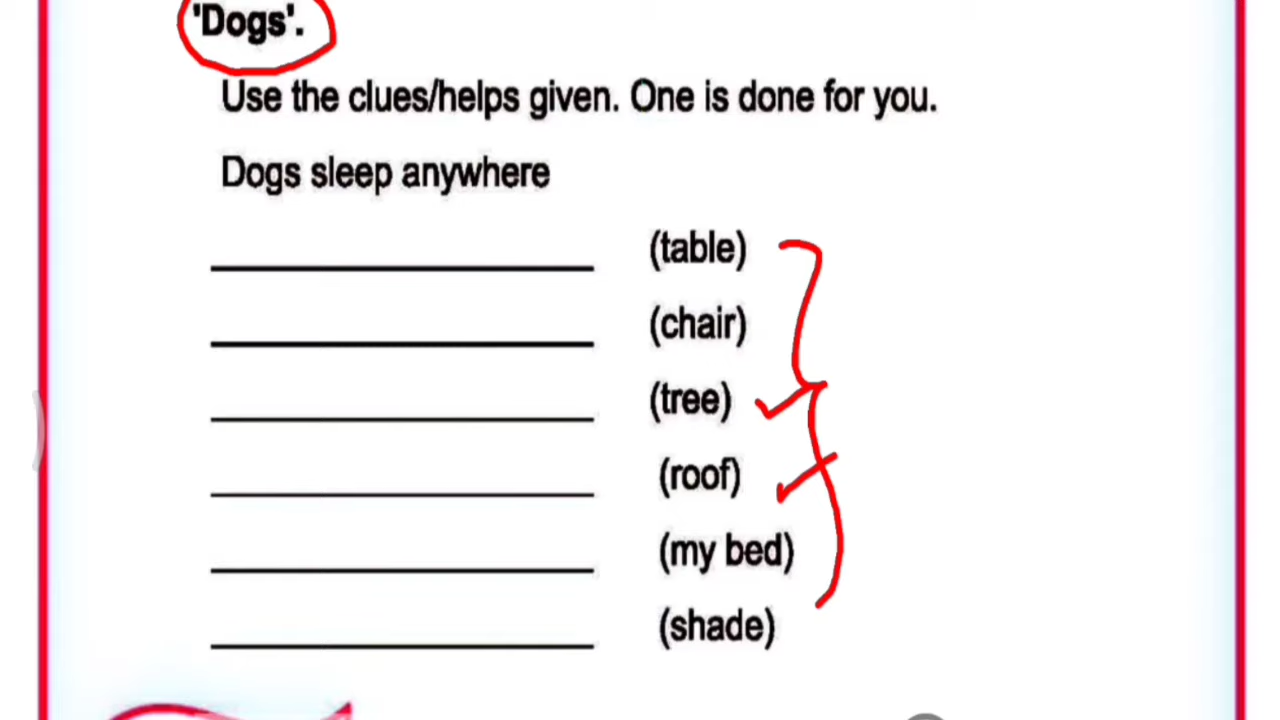 'Dogs'.
Use the clues/helps given. One is done for you.
Dogs sleep anywhere
(table)
(chair)
(tree)
(roof)
(my bed)
(shade)